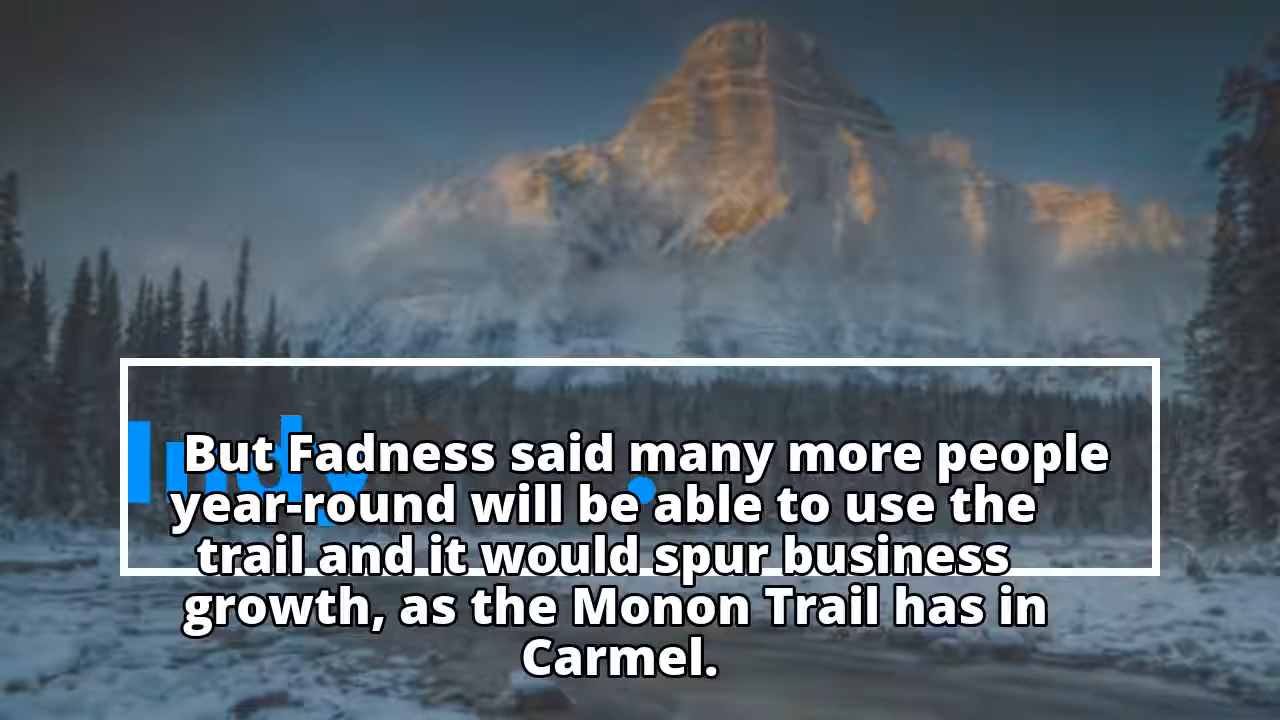 Indy
But Fadness said many more people
year-round will be able to use the
trail and it would spur business
growth, as the Monon Trail has in
Carmel.